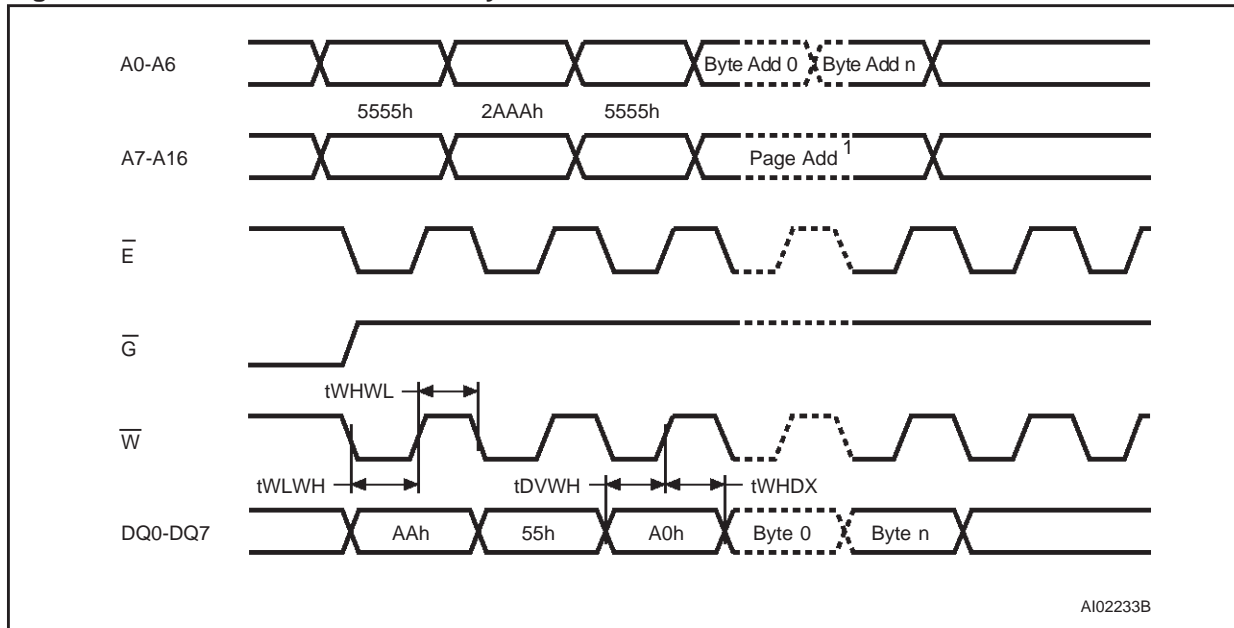 A0-A6
Byte Add 0
Byte Add n
5555h
2AAAh
5555h
A7-A16
Page Add 1
E
G
tWHWL
W
tWLWH
tDVWH
tWHDX
DQ0-DQ7
AAh
55h
A0h
Byte 0
Byte n
AI02233B